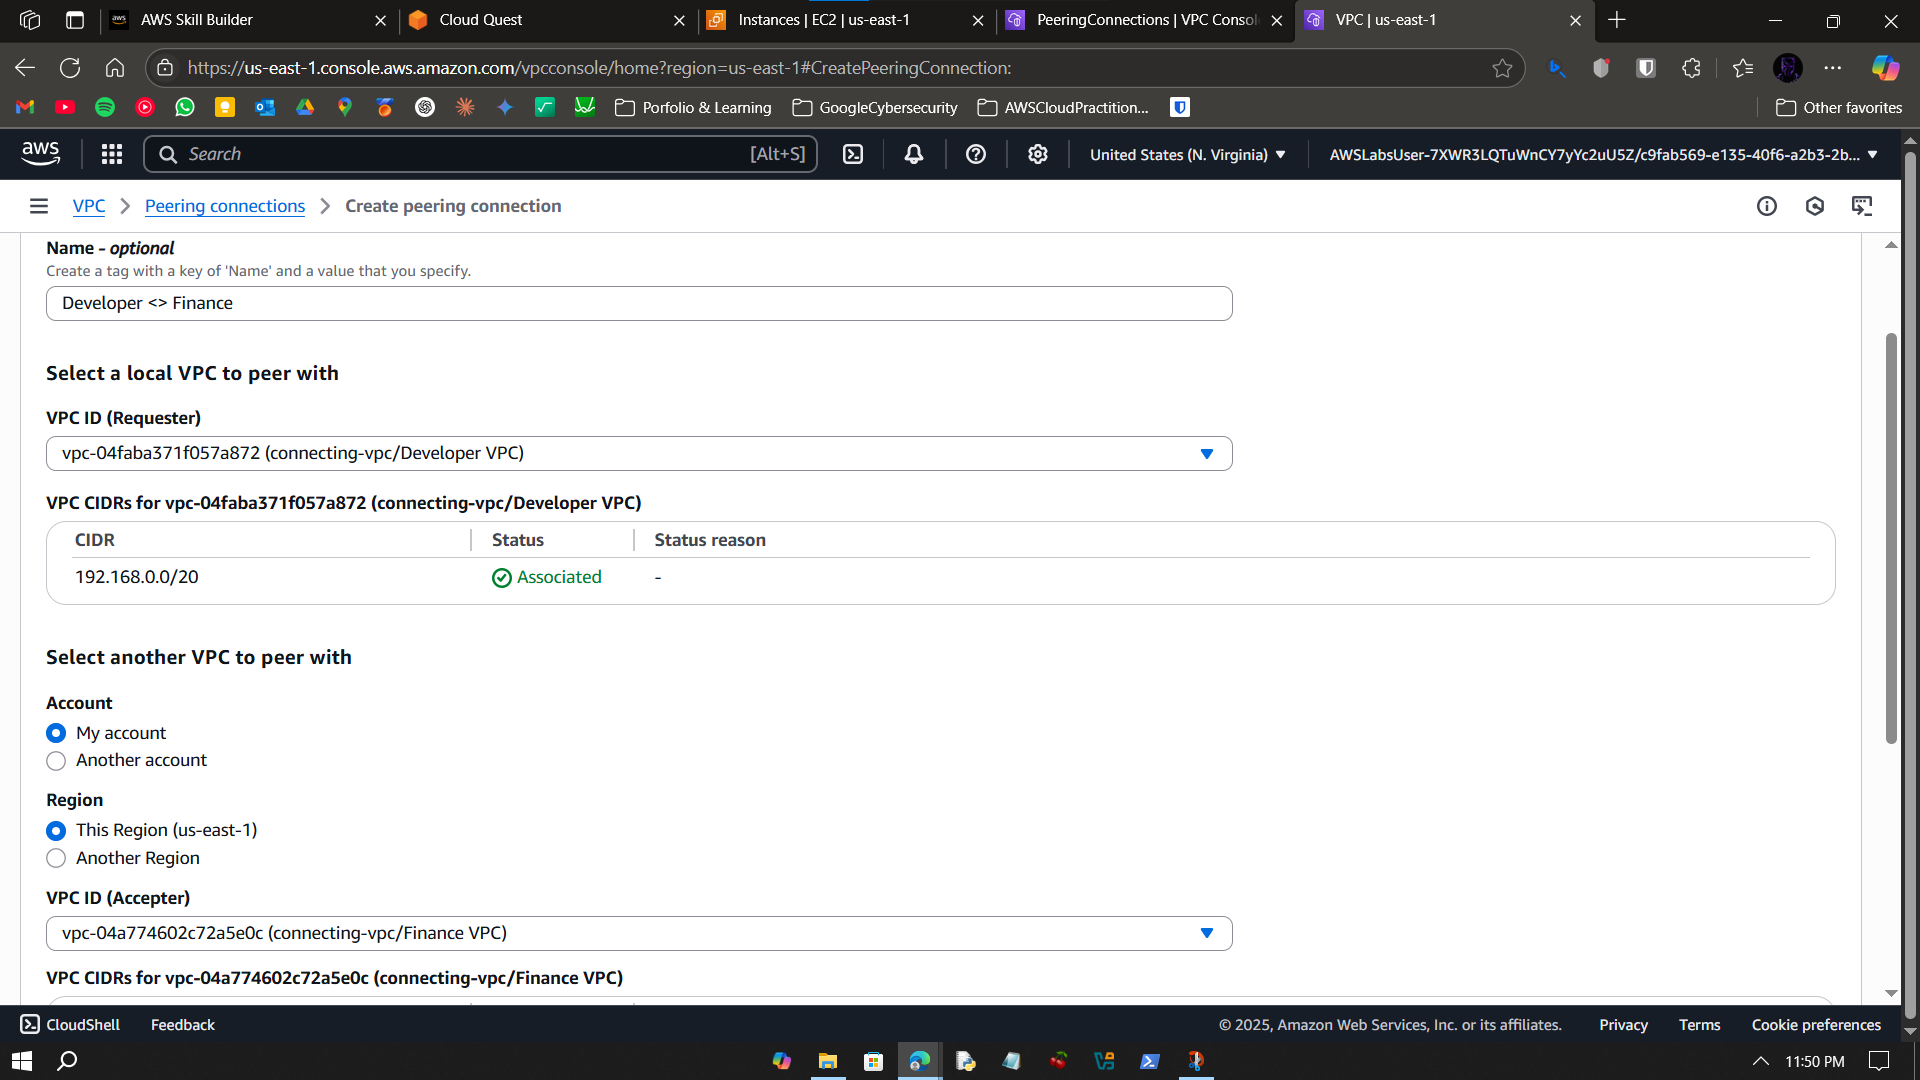 AWS Skill Builder
Cloud Quest
Instances | EC2 | us-east-1
PeeringConnections | VPC Consol
VPC | us-east-1
https://us-east-1.console.aws.amazon.com/vpcconsole/home?region=us-east-1#CreatePeeringConnection:
Porfolio & Learning
GoogleCybersecurity
AWSCloudPractition...
Other favorites
aws
Search
[Alt+S]
United States (N. Virginia)
AWSLabsUser-7XWR3LQTuWnCY7yYc2uU5Z/c9fab569-e135-40f6-a2b3-2b...
VPC
Peering connections
Create peering connection
Name - optional
Create a tag with a key of 'Name' and a value that you specify.
Developer <> Finance
Select a local VPC to peer with
VPC ID (Requester)
vpc-04faba371f057a872 (connecting-vpc/Developer VPC)
VPC CIDRs for vpc-04faba371f057a872 (connecting-vpc/Developer VPC)
CIDR Status Status reason
192.168.0.0/20 Associated -
Select another VPC to peer with
Account
My account
Another account
Region
This Region (us-east-1)
Another Region
VPC ID (Accepter)
vpc-04a774602c72a5e0c (connecting-vpc/Finance VPC)
VPC CIDRs for vpc-04a774602c72a5e0c (connecting-vpc/Finance VPC)
CloudShell
Feedback
© 2025, Amazon Web Services, Inc. or its affiliates.
Privacy
Terms
Cookie preferences
11:50 PM